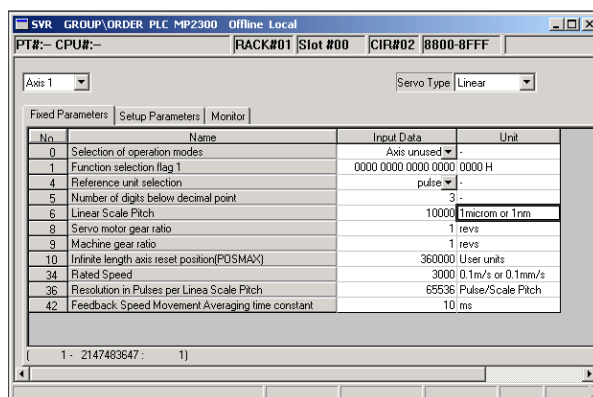 SVR GROUP\ORDER PLC MP2300 Offline Local
PT#:– CPU#:– RACK#01 Slot #00 CIR#02 8800-8FFF
Axis 1 Servo Type Linear
Fixed Parameters Setup Parameters Monitor
No. Name Input Data Unit
0 Selection of operation modes Axis unused -
1 Function selection flag 1 0000 0000 0000 0000 0000 H
4 Reference unit selection pulse -
5 Number of digits below decimal point 3 -
6 Linear Scale Pitch 10000 1microm or 1nm
8 Servo motor gear ratio 1 revs
9 Machine gear ratio 1 revs
10 Infinite length axis reset position(POSMAX) 360000 User units
34 Rated Speed 3000 0.1m/s or 0.1mm/s
36 Resolution in Pulses per Linea Scale Pitch 65536 Pulse/Scale Pitch
42 Feedback Speed Movement Averaging time constant 10 ms
( 1 - 2147483647 : 1)